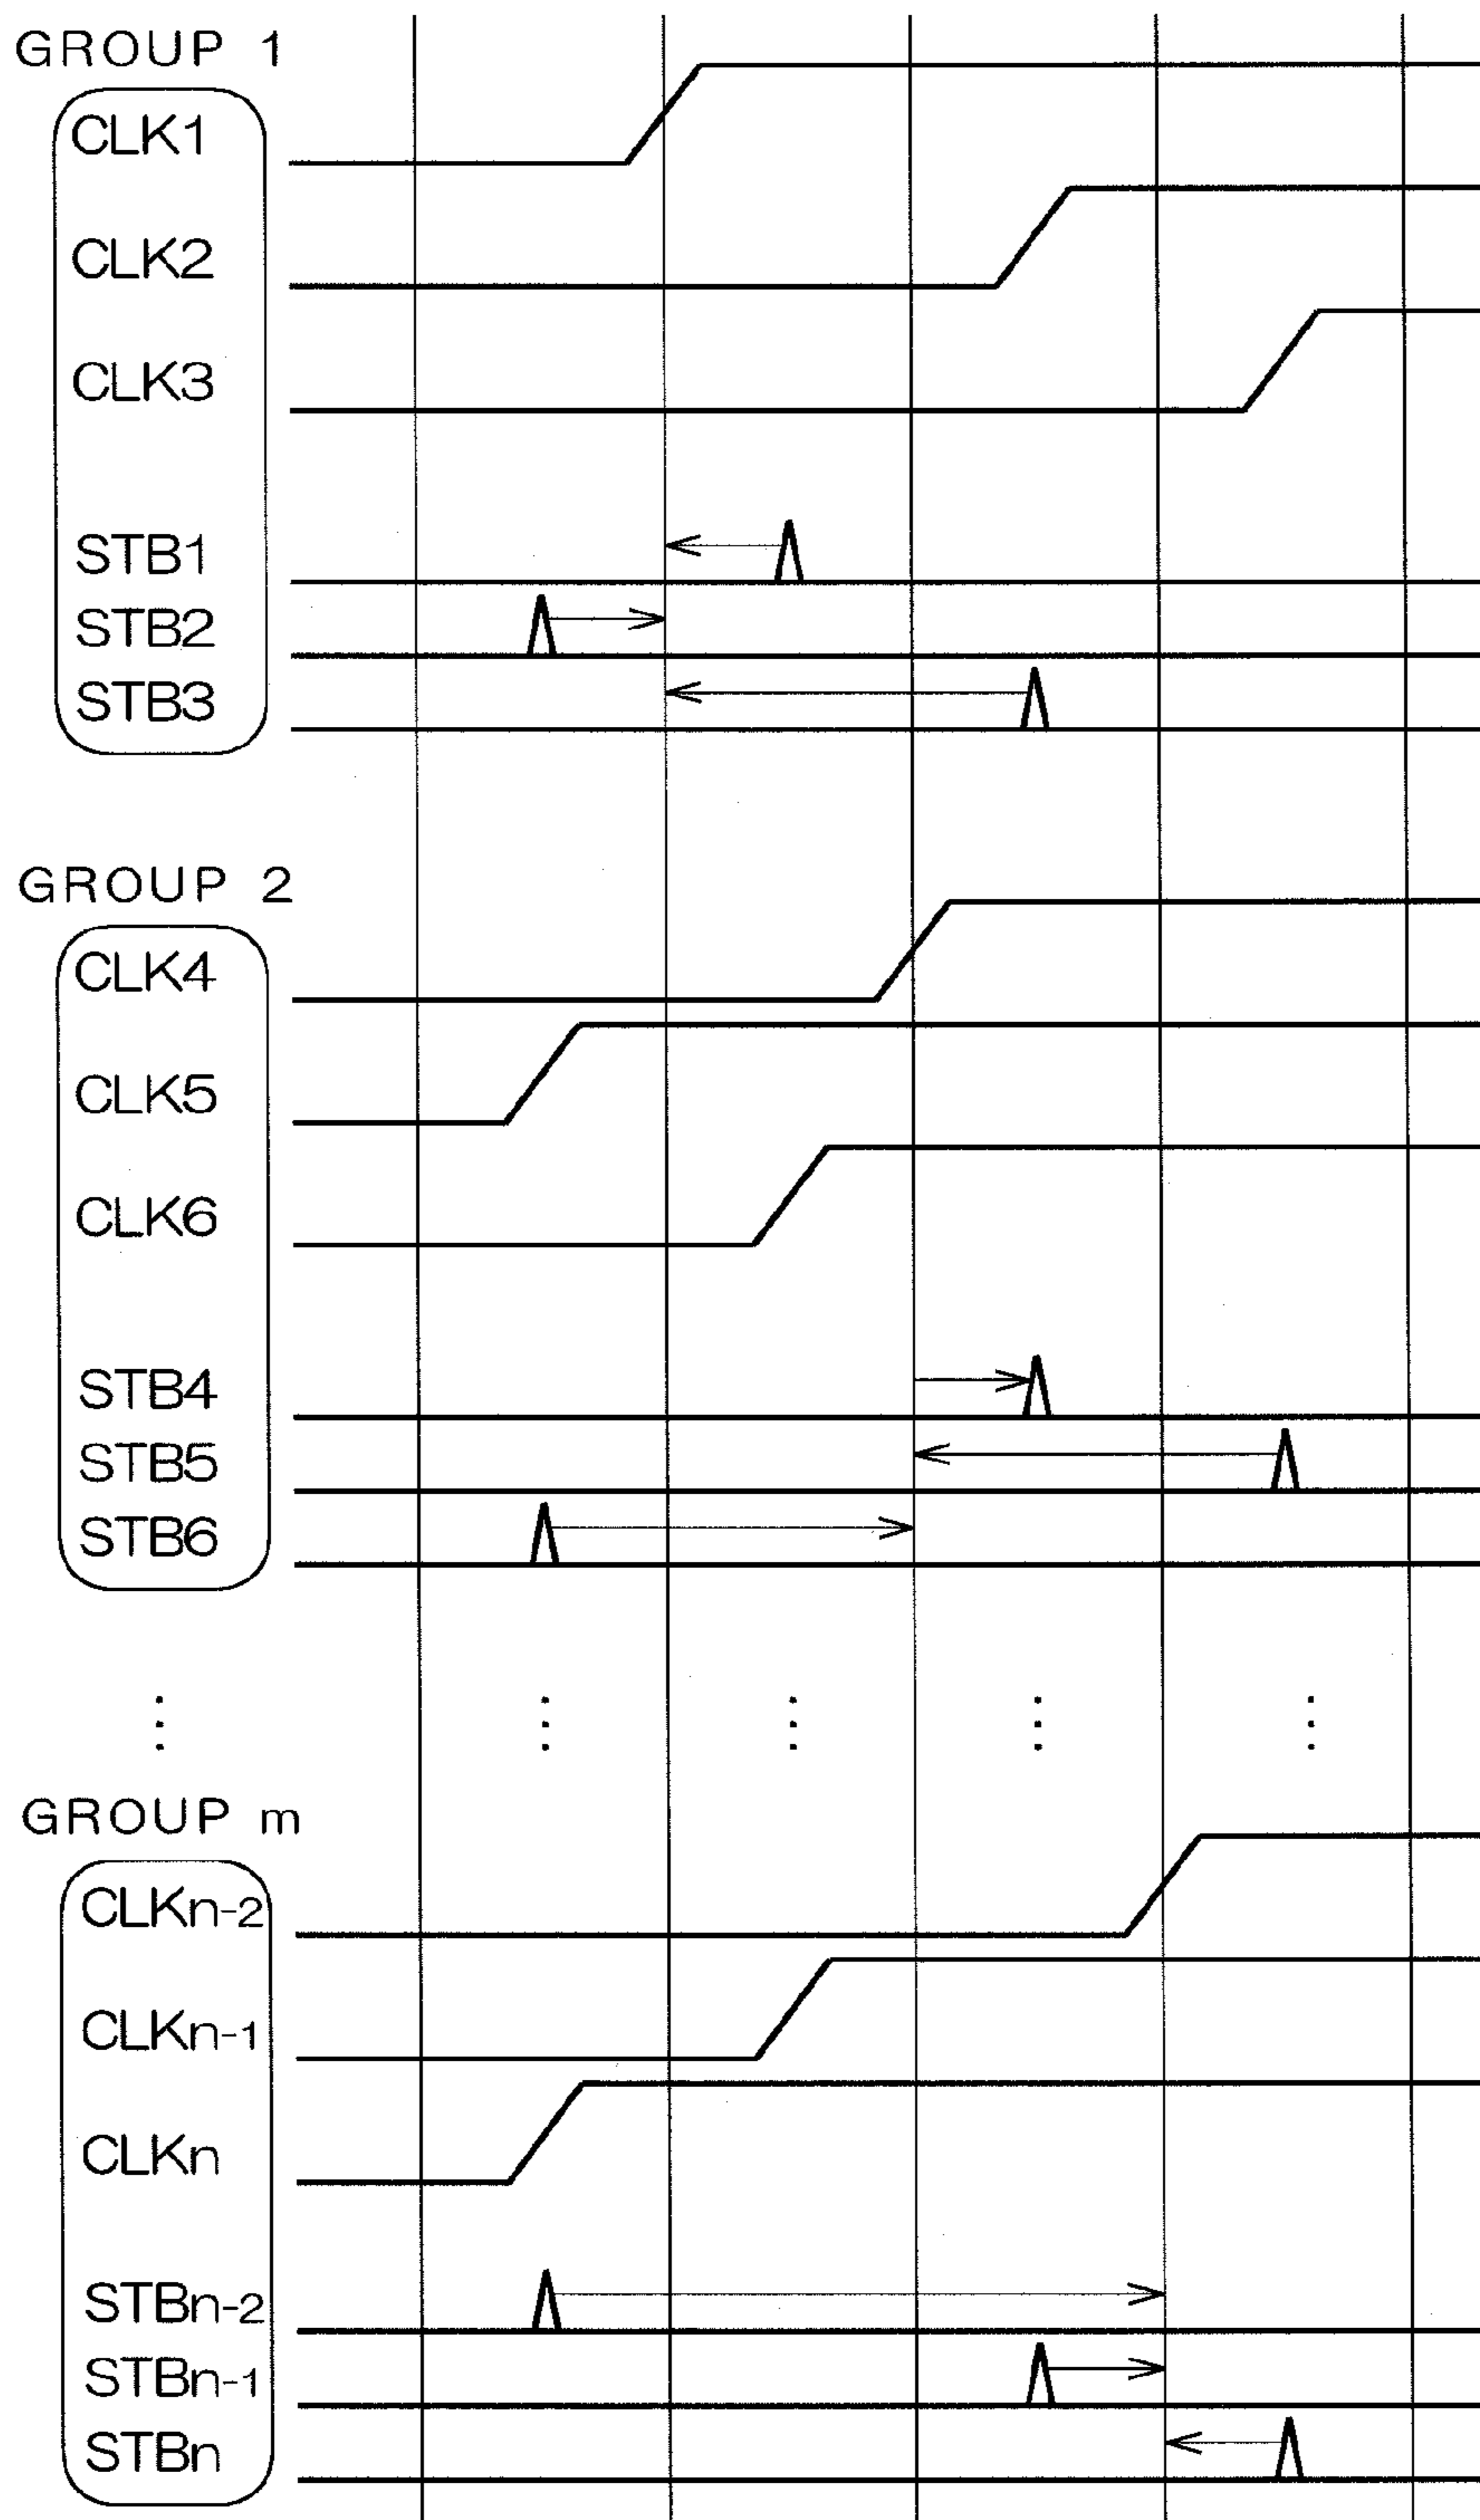 GROUP 1
CLK1
CLK2
CLK3
STB1
STB2
STB3
GROUP 2
CLK4
CLK5
CLK6
STB4
STB5
STB6
GROUP m
CLKn-2
CLKn-1
CLKn
STBn-2
STBn-1
STBn